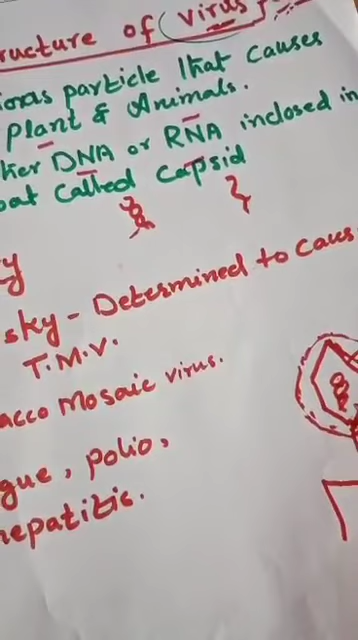 ructure of (virus)
ious particle that causes
Plant & Animals.
her DNA or RNA inclosed in
oat called capsid
y
sky - Determined to caus
T.M.V.
acco Mosaic virus.
gue, polio,
hepatitis.